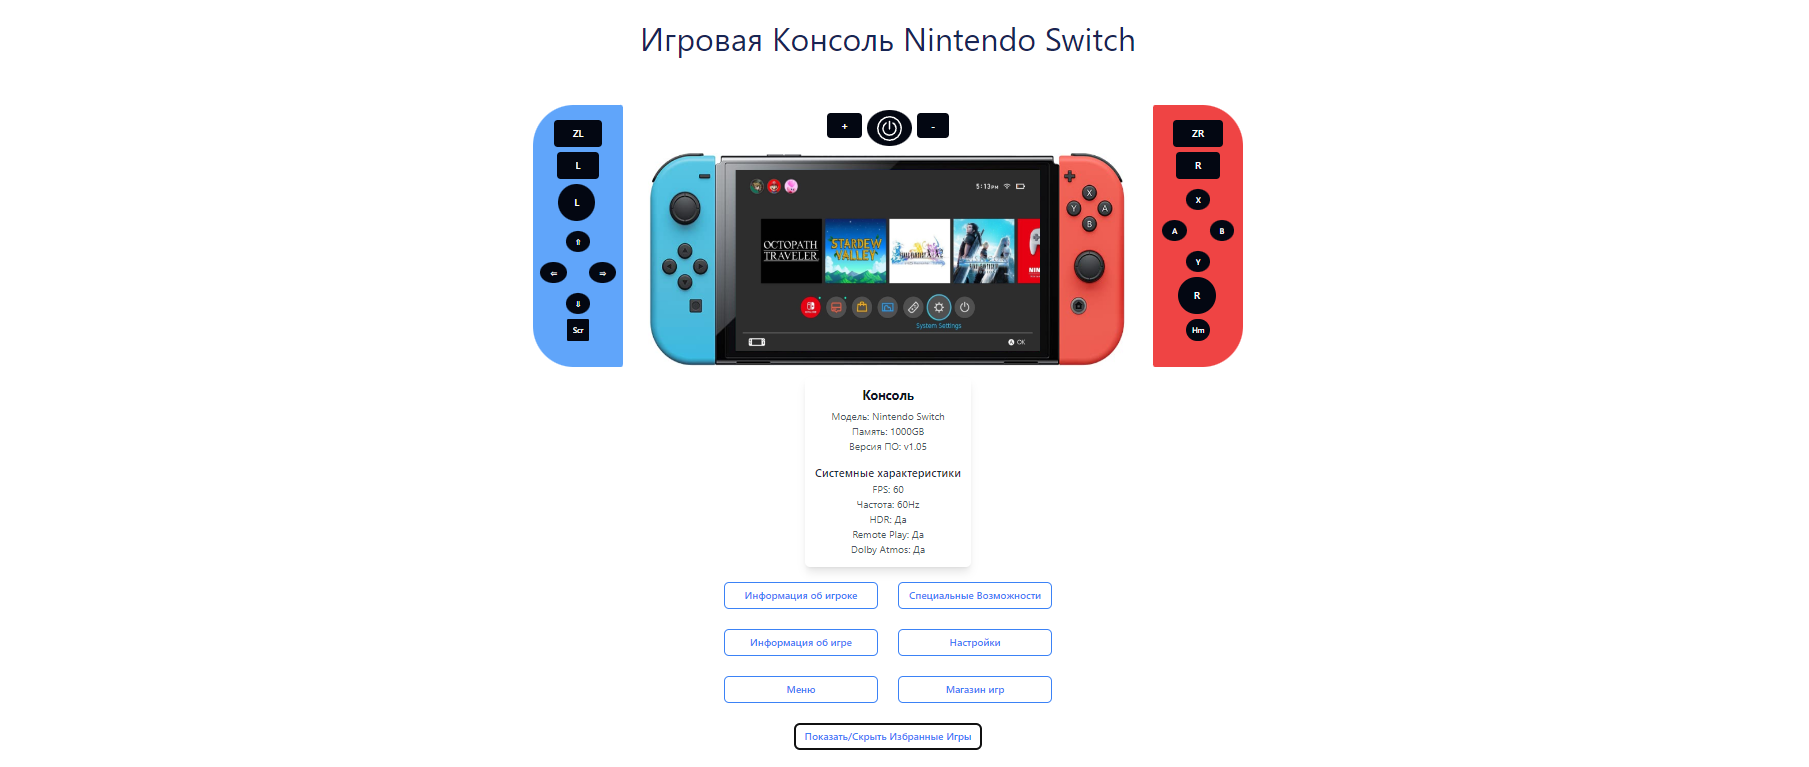 Игровая Консоль Nintendo Switch
ZL
L
L
⇑
⇐ ⇒
⇓
Scr
+ -
5:13PM
OCTOPATH
TRAVELER
STARDEW
VALLEY
System Settings
A OK
X
Y A
B
ZR
R
X
A B
Y
R
Hm
Консоль
Модель: Nintendo Switch
Память: 1000GB
Версия ПО: v1.05
Системные характеристики
FPS: 60
Частота: 60Hz
HDR: Да
Remote Play: Да
Dolby Atmos: Да
Информация об игроке
Специальные Возможности
Информация об игре
Настройки
Меню
Магазин игр
Показать/Скрыть Избранные Игры